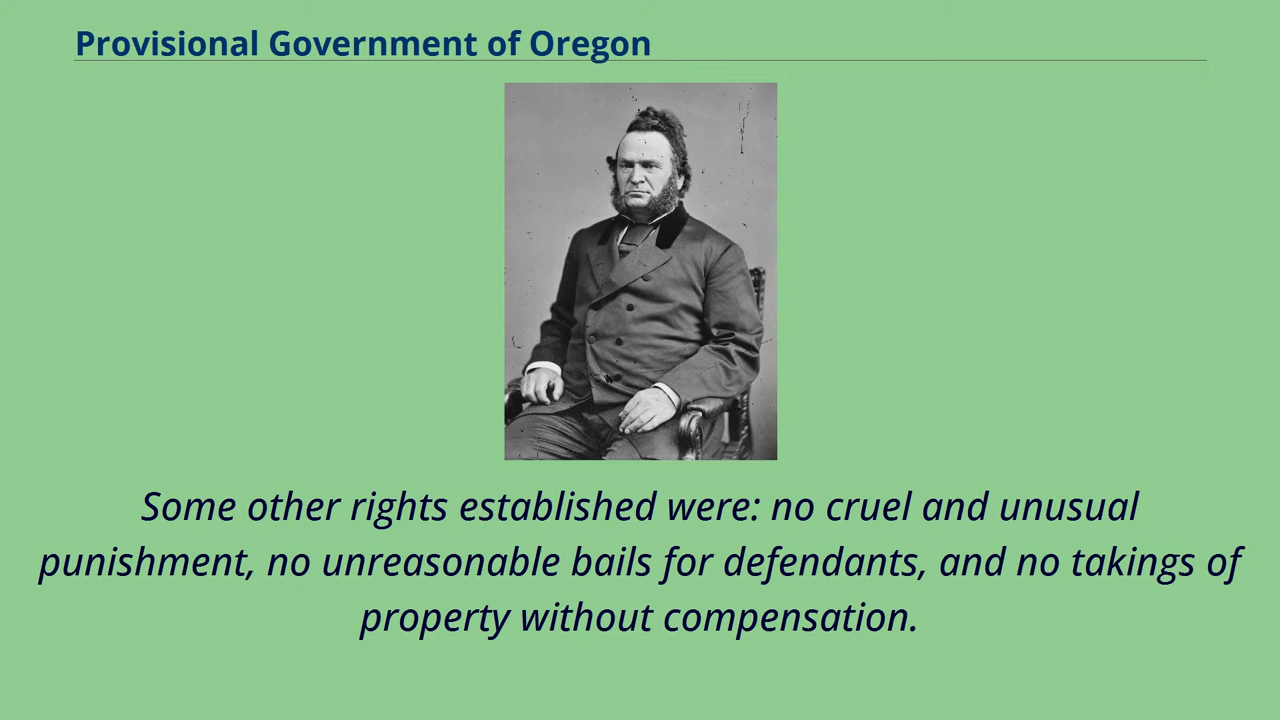 Provisional Government of Oregon
Some other rights established were: no cruel and unusual
punishment, no unreasonable bails for defendants, and no takings of
property without compensation.